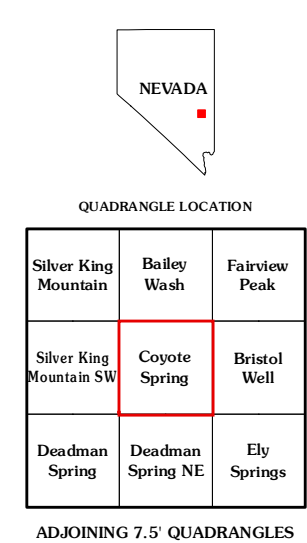 NEVADA
QUADRANGLE LOCATION
Silver King
Mountain
Bailey
Wash
Fairview
Peak
Silver King
Mountain SW
Coyote
Spring
Bristol
Well
Deadman
Spring
Deadman
Spring NE
Ely
Springs
ADJOINING 7.5' QUADRANGLES